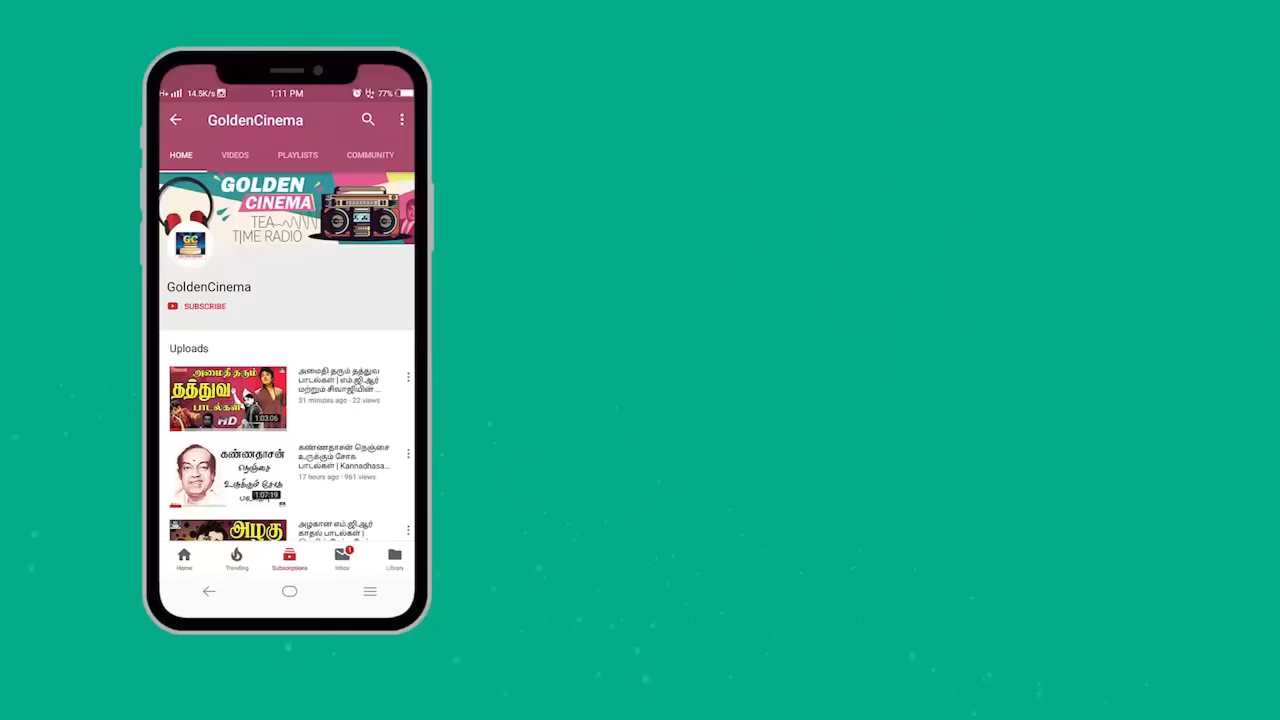 H+ 14.5K/s 1:11 PM 77%
GoldenCinema
HOME VIDEOS PLAYLISTS COMMUNITY
GOLDEN
CINEMA
TEA
TIME RADIO
GC
GoldenCinema
SUBSCRIBE
Uploads
அமைதி தரும்
தத்துவ
பாடல்கள்
HD
1:03:06
அமைதி தரும் தத்துவ
பாடல்கள் | எம்.ஜி.ஆர்
மற்றும் சிவாஜியின் ...
31 minutes ago · 22 views
கண்ணதாசன்
நெஞ்சை
உருக்கும் சோக
1:07:19
கண்ணதாசன் நெஞ்சை
உருக்கும் சோக
பாடல்கள் | Kannadhasa...
17 hours ago · 961 views
அழகு
அழகான எம்.ஜி.ஆர்
காதல் பாடல்கள் |
1
Home Trending Subscriptions Inbox Library